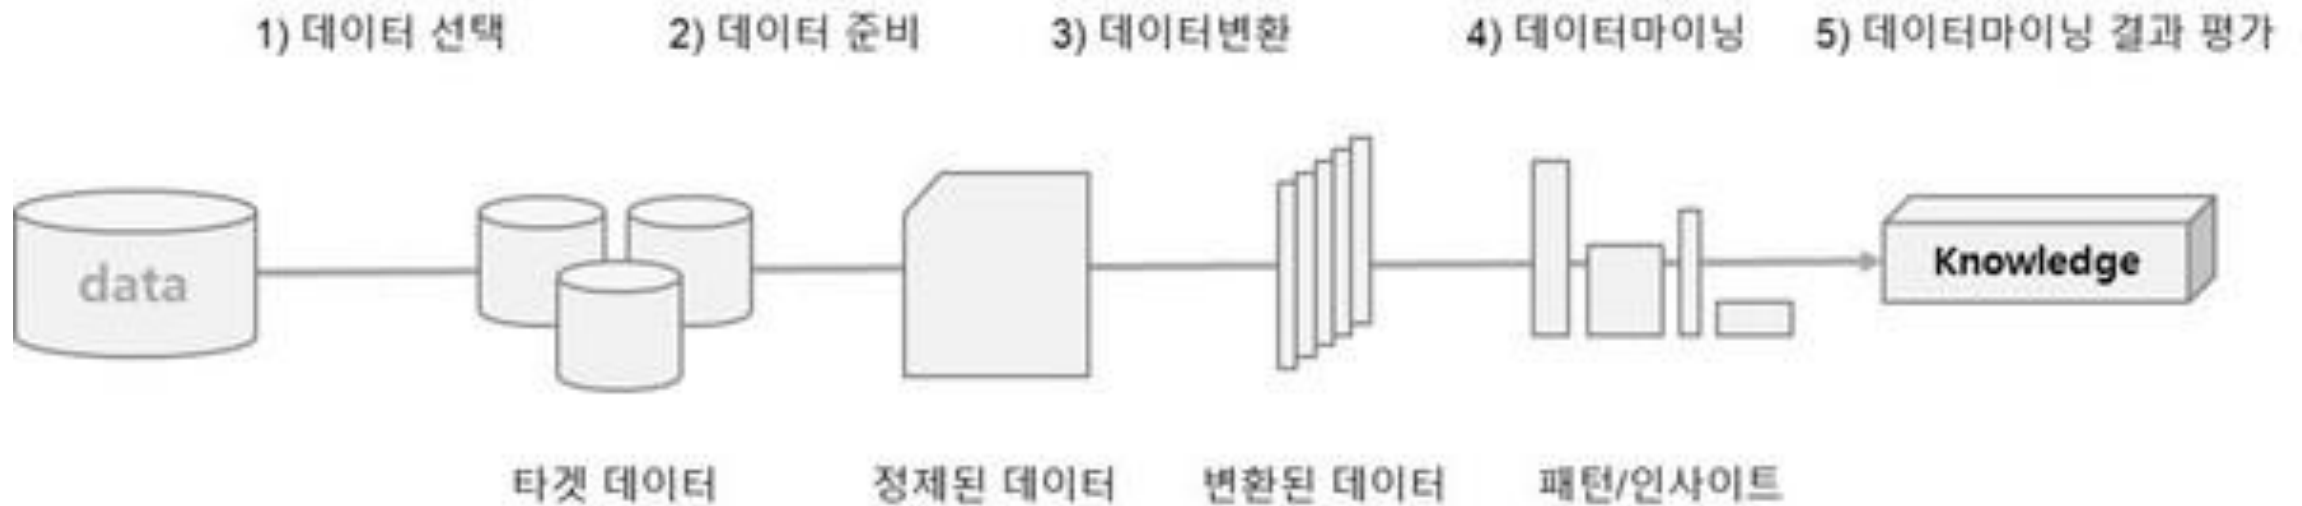 1) 데이터 선택
2) 데이터 준비
3) 데이터변환
4) 데이터마이닝
5) 데이터마이닝 결과 평가
data
Knowledge
타겟 데이터
정제된 데이터
변환된 데이터
패턴/인사이트